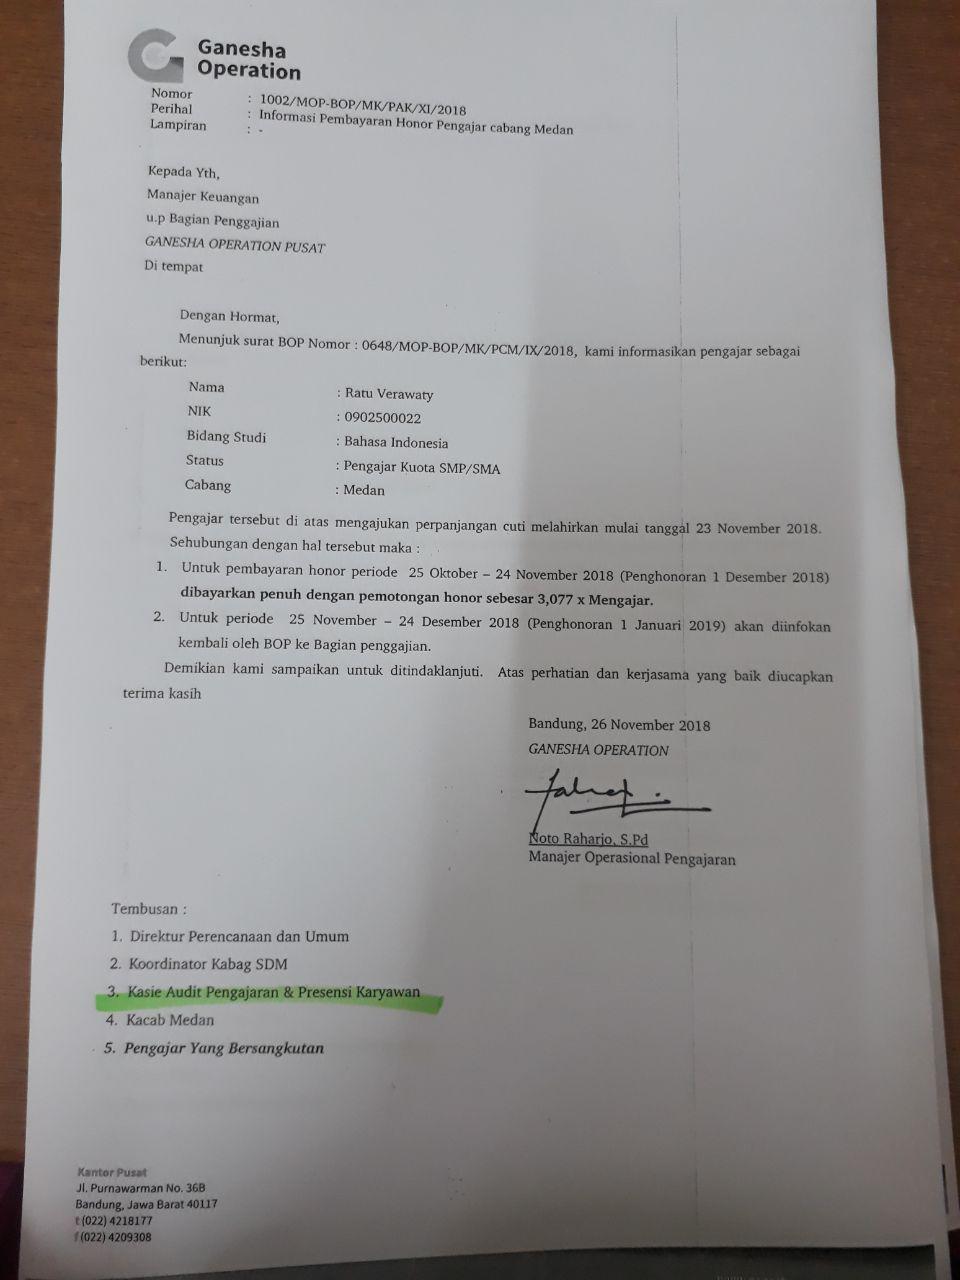 Ganesha
Operation
Nomor : 1002/MOP-BOP/MK/PAK/XI/2018
Perihal : Informasi Pembayaran Honor Pengajar cabang Medan
Lampiran : -
Kepada Yth,
Manajer Keuangan
u.p Bagian Penggajian
GANESHA OPERATION PUSAT
Di tempat
Dengan Hormat,
Menunjuk surat BOP Nomor : 0648/MOP-BOP/MK/PCM/IX/2018, kami informasikan pengajar sebagai
berikut:
Nama : Ratu Verawaty
NIK : 0902500022
Bidang Studi : Bahasa Indonesia
Status : Pengajar Kuota SMP/SMA
Cabang : Medan
Pengajar tersebut di atas mengajukan perpanjangan cuti melahirkan mulai tanggal 23 November 2018.
Sehubungan dengan hal tersebut maka :
1. Untuk pembayaran honor periode 25 Oktober – 24 November 2018 (Penghonoran 1 Desember 2018)
dibayarkan penuh dengan pemotongan honor sebesar 3,077 x Mengajar.
2. Untuk periode 25 November – 24 Desember 2018 (Penghonoran 1 Januari 2019) akan diinfokan
kembali oleh BOP ke Bagian penggajian.
Demikian kami sampaikan untuk ditindaklanjuti. Atas perhatian dan kerjasama yang baik diucapkan
terima kasih
Bandung, 26 November 2018
GANESHA OPERATION
Noto Raharjo, S.Pd
Manajer Operasional Pengajaran
Tembusan :
1. Direktur Perencanaan dan Umum
2. Koordinator Kabag SDM
3. Kasie Audit Pengajaran & Presensi Karyawan
4. Kacab Medan
5. Pengajar Yang Bersangkutan
Kantor Pusat
Jl. Purnawarman No. 36B
Bandung, Jawa Barat 40117
t (022) 4218177
f (022) 4209308